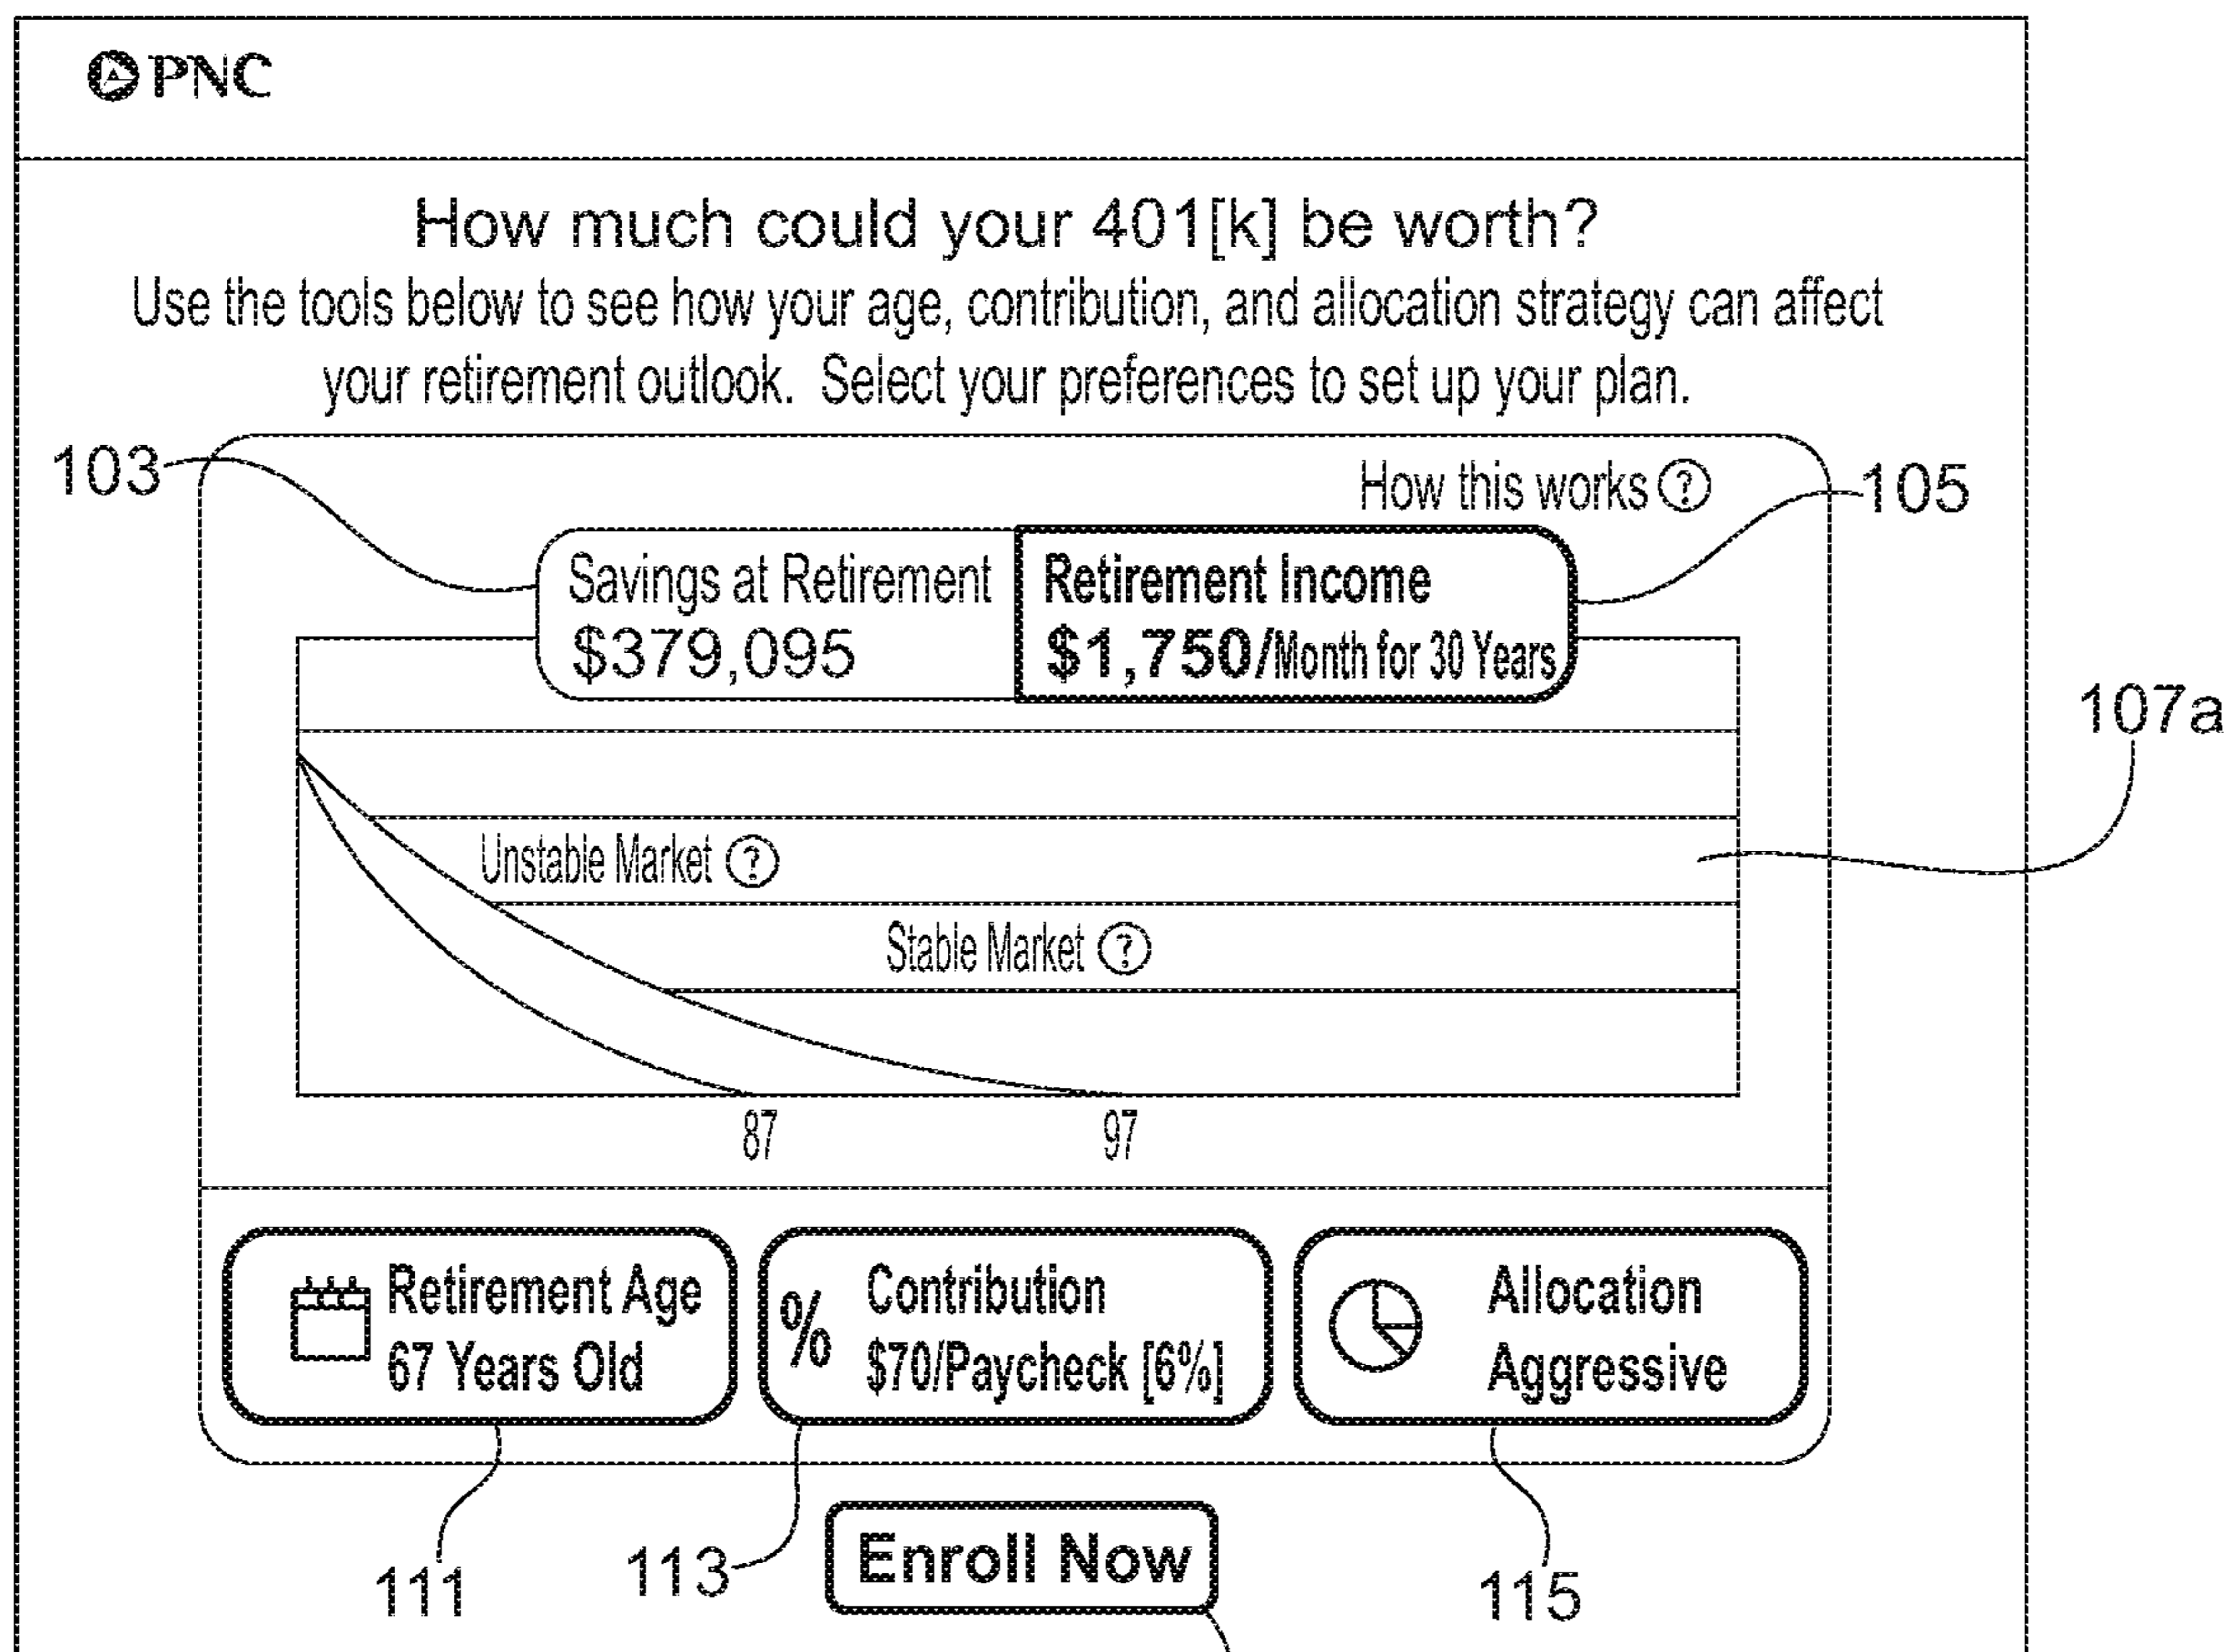 PNC
How much could your 401[k] be worth?
Use the tools below to see how your age, contribution, and allocation strategy can affect
your retirement outlook. Select your preferences to set up your plan.
103
How this works ?
105
Savings at Retirement
$379,095
Retirement Income
$1,750/Month for 30 Years
107a
Unstable Market ?
Stable Market ?
87
97
Retirement Age
67 Years Old
%
Contribution
$70/Paycheck [6%]
Allocation
Aggressive
111
113
Enroll Now
115